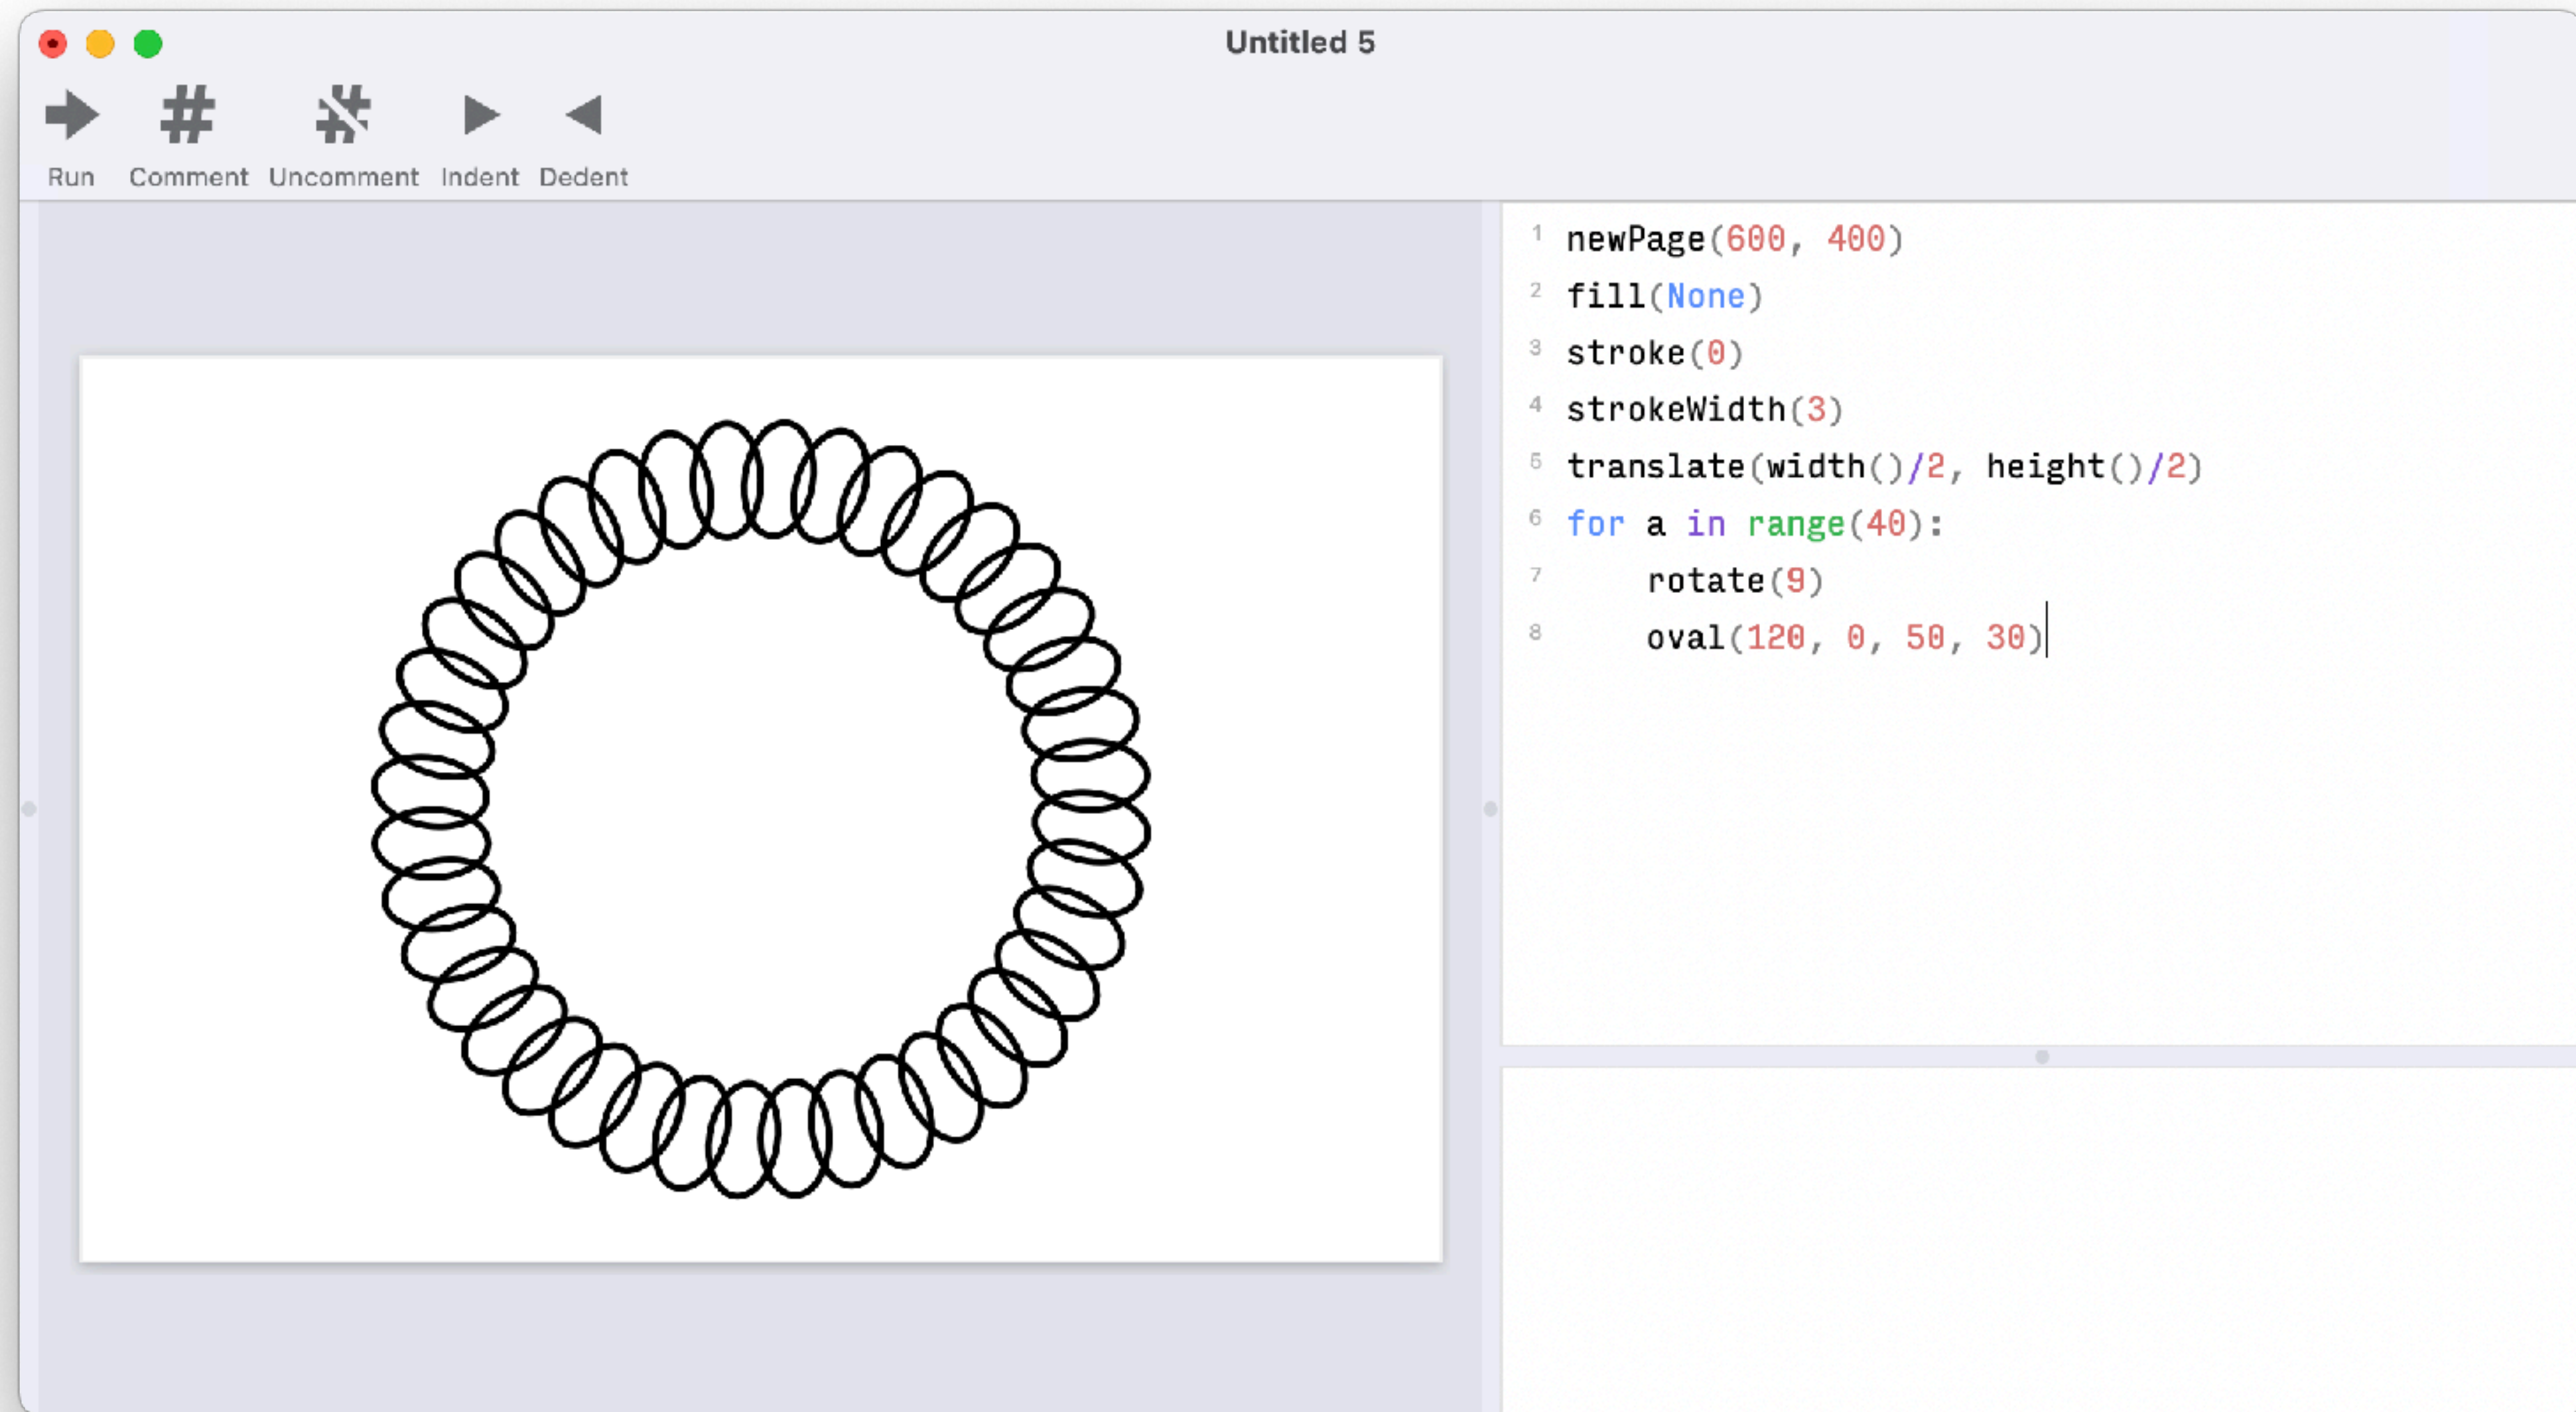 Untitled 5
Run Comment Uncomment Indent Dedent
1 newPage(600, 400)
2 fill(None)
3 stroke(0)
4 strokeWidth(3)
5 translate(width()/2, height()/2)
6 for a in range(40):
7     rotate(9)
8     oval(120, 0, 50, 30)